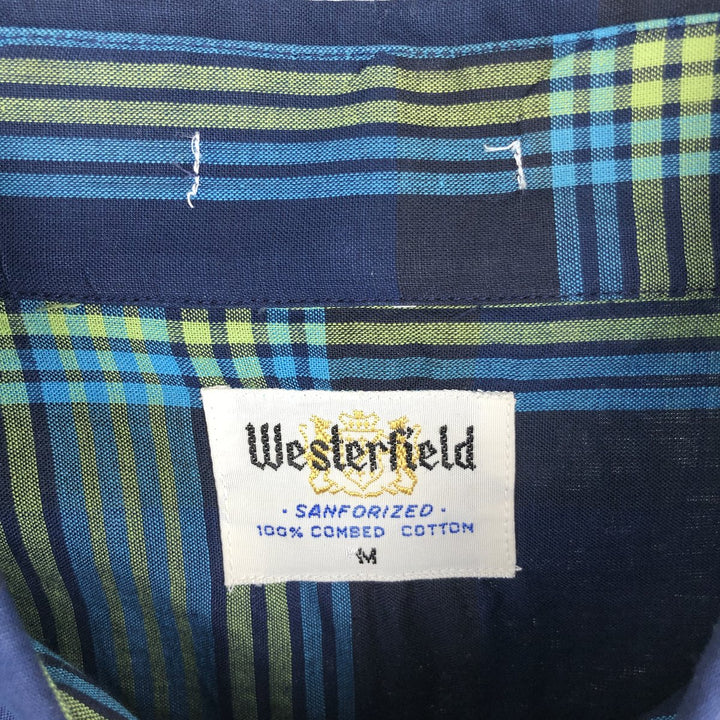 Westerfield
· SANFORIZED ·
100% COMBED COTTON
M